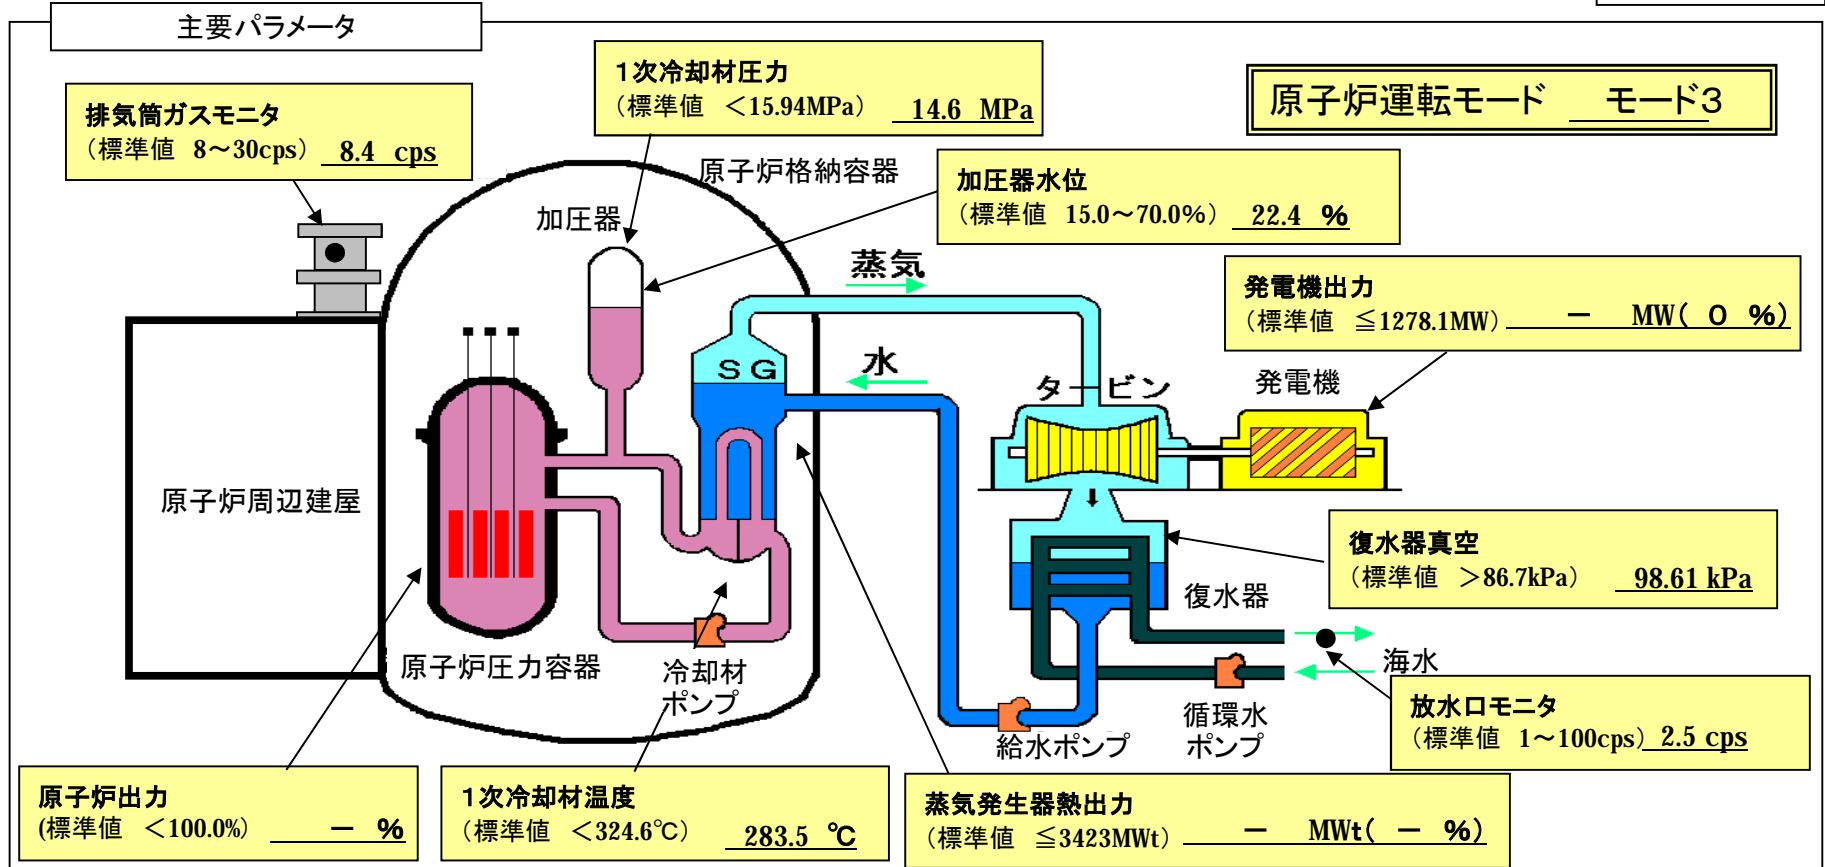 主要パラメータ
1次冷却材圧力
(標準値 <15.94MPa) 14.6 MPa
原子炉運転モード モード3
排気筒ガスモニタ
(標準値 8~30cps) 8.4 cps
原子炉格納容器
加圧器水位
(標準値 15.0~70.0%) 22.4 %
加圧器
蒸気
発電機出力
(標準値 ≦1278.1MW) - MW( 0 %)
SG
水
タービン
発電機
原子炉周辺建屋
復水器真空
(標準値 >86.7kPa) 98.61 kPa
復水器
原子炉圧力容器
冷却材
ポンプ
海水
放水口モニタ
(標準値 1~100cps) 2.5 cps
循環水
ポンプ
給水ポンプ
原子炉出力
(標準値 <100.0%) - %
1次冷却材温度
(標準値 <324.6℃) 283.5 ℃
蒸気発生器熱出力
(標準値 ≦3423MWt) - MWt( - %)